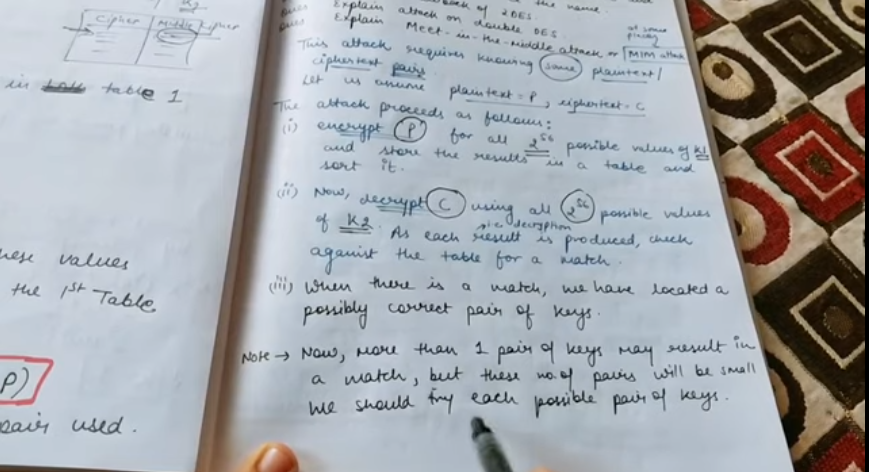 K2
Cipher Middle Cipher
in table 1
these values
the 1st Table
P)
pair used.
of 2DES. the name.
Ques Explain attack on double DES.
Ques Explain Meet-in-the-middle attack or MIM attack
at some places
This attack requires knowing some plaintext/
ciphertext pairs.
Let us assume plaintext = P, ciphertext = C
The attack proceeds as follows:
(i) encrypt P for all 2^56 possible values of K1
and store the results in a table and
sort it.
(ii) Now, decrypt C using all 2^56 possible values
of K2. As each result is produced, check
i.e. decryption
against the table for a match.
(iii) When there is a match, we have located a
possibly correct pair of keys.
Note → Now, more than 1 pair of keys may result in
a match, but these no. of pairs will be small
We should try each possible pair of keys.